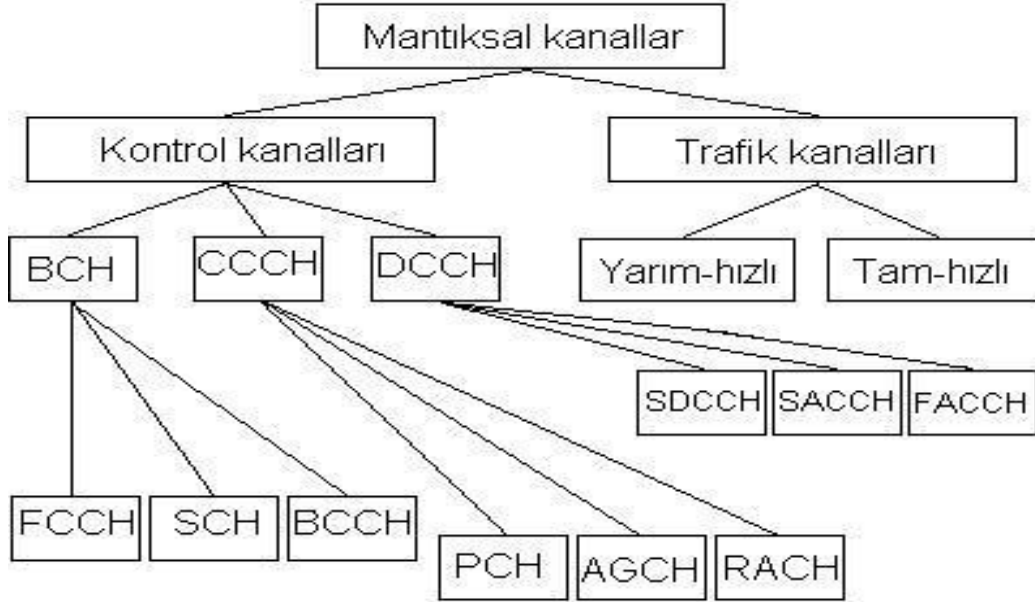 Mantıksal kanallar
Kontrol kanalları
Trafik kanalları
BCH
CCCH
DCCH
Yarım-hızlı
Tam-hızlı
SDCCH
SACCH
FACCH
FCCH
SCH
BCCH
PCH
AGCH
RACH